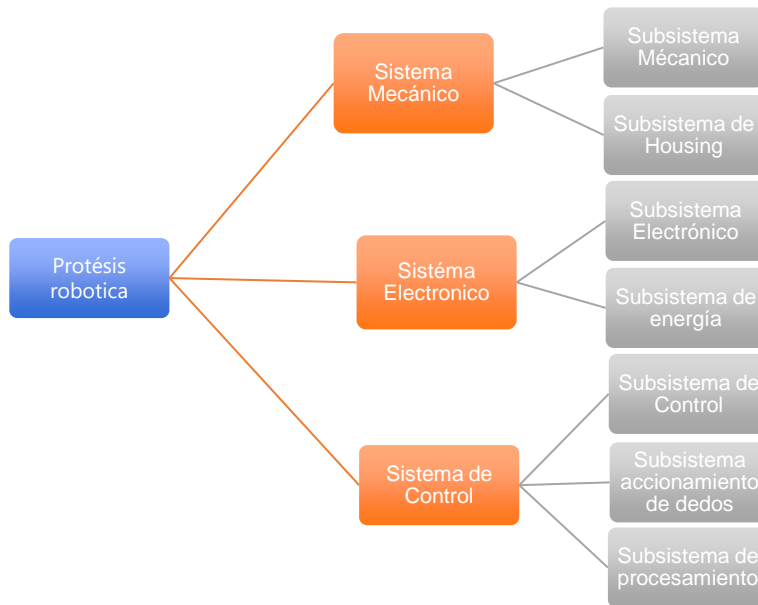 Protésis
robotica
Sistema
Mecánico
Subsistema
Mécanico
Subsistema de
Housing
Sistéma
Electronico
Subsistema
Electrónico
Subsistema de
energía
Sistema de
Control
Subsistema de
Control
Subsistema
accionamiento
de dedos
Subsistema de
procesamiento